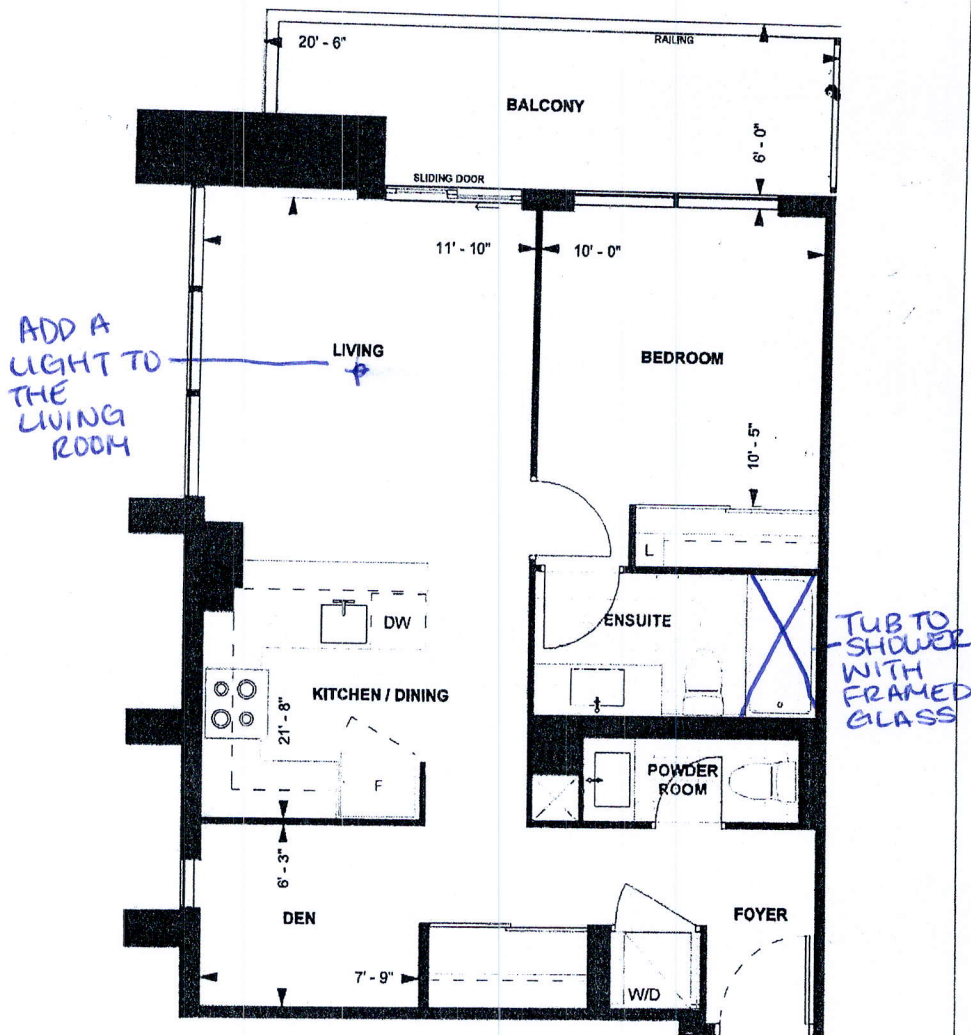 20' - 6"
RAILING
BALCONY
6' - 0"
SLIDING DOOR
11' - 10"
10' - 0"
ADD A
LIGHT TO
THE
LIVING
ROOM
LIVING
BEDROOM
10' - 5"
L
DW
ENSUITE
TUB TO
SHOWER
WITH
FRAMED
GLASS
KITCHEN / DINING
21' - 8"
F
POWDER
ROOM
6' - 3"
DEN
FOYER
7' - 9"
W/D